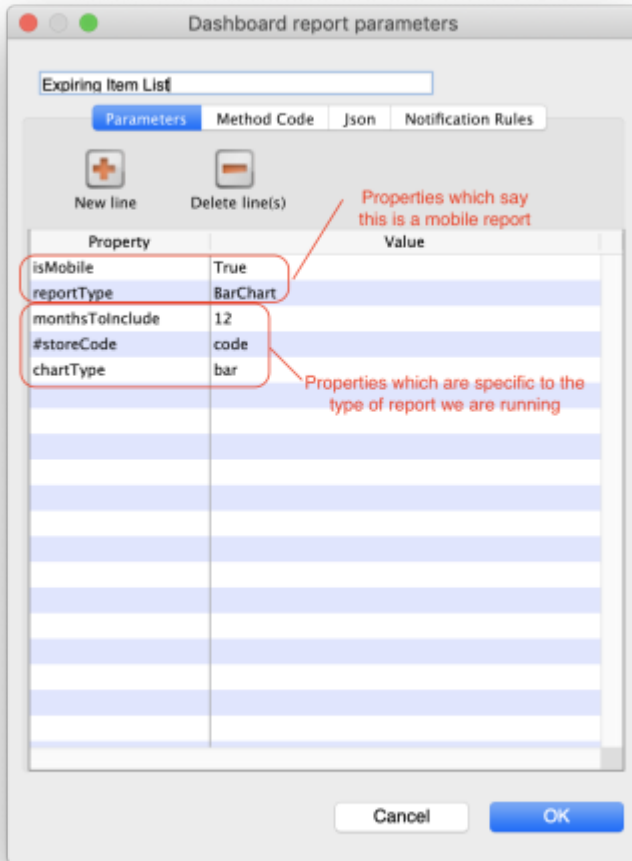 Dashboard report parameters
Expiring Item List
Parameters Method Code Json Notification Rules
New line Delete line(s)
Properties which say
this is a mobile report
Property Value
isMobile True
reportType BarChart
monthsToInclude 12
#storeCode code
chartType bar
Properties which are specific to the
type of report we are running
Cancel OK